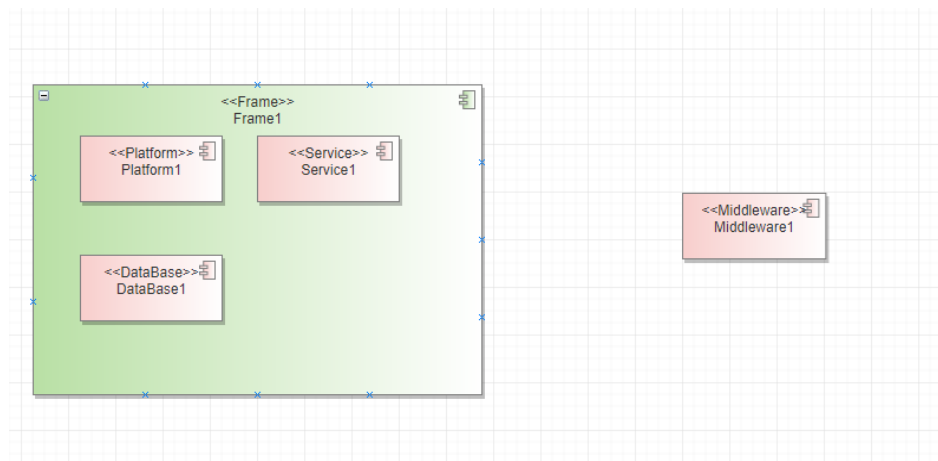 <<Frame>>
Frame1
<<Platform>>
Platform1
<<Service>>
Service1
<<DataBase>>
DataBase1
<<Middleware>>
Middleware1